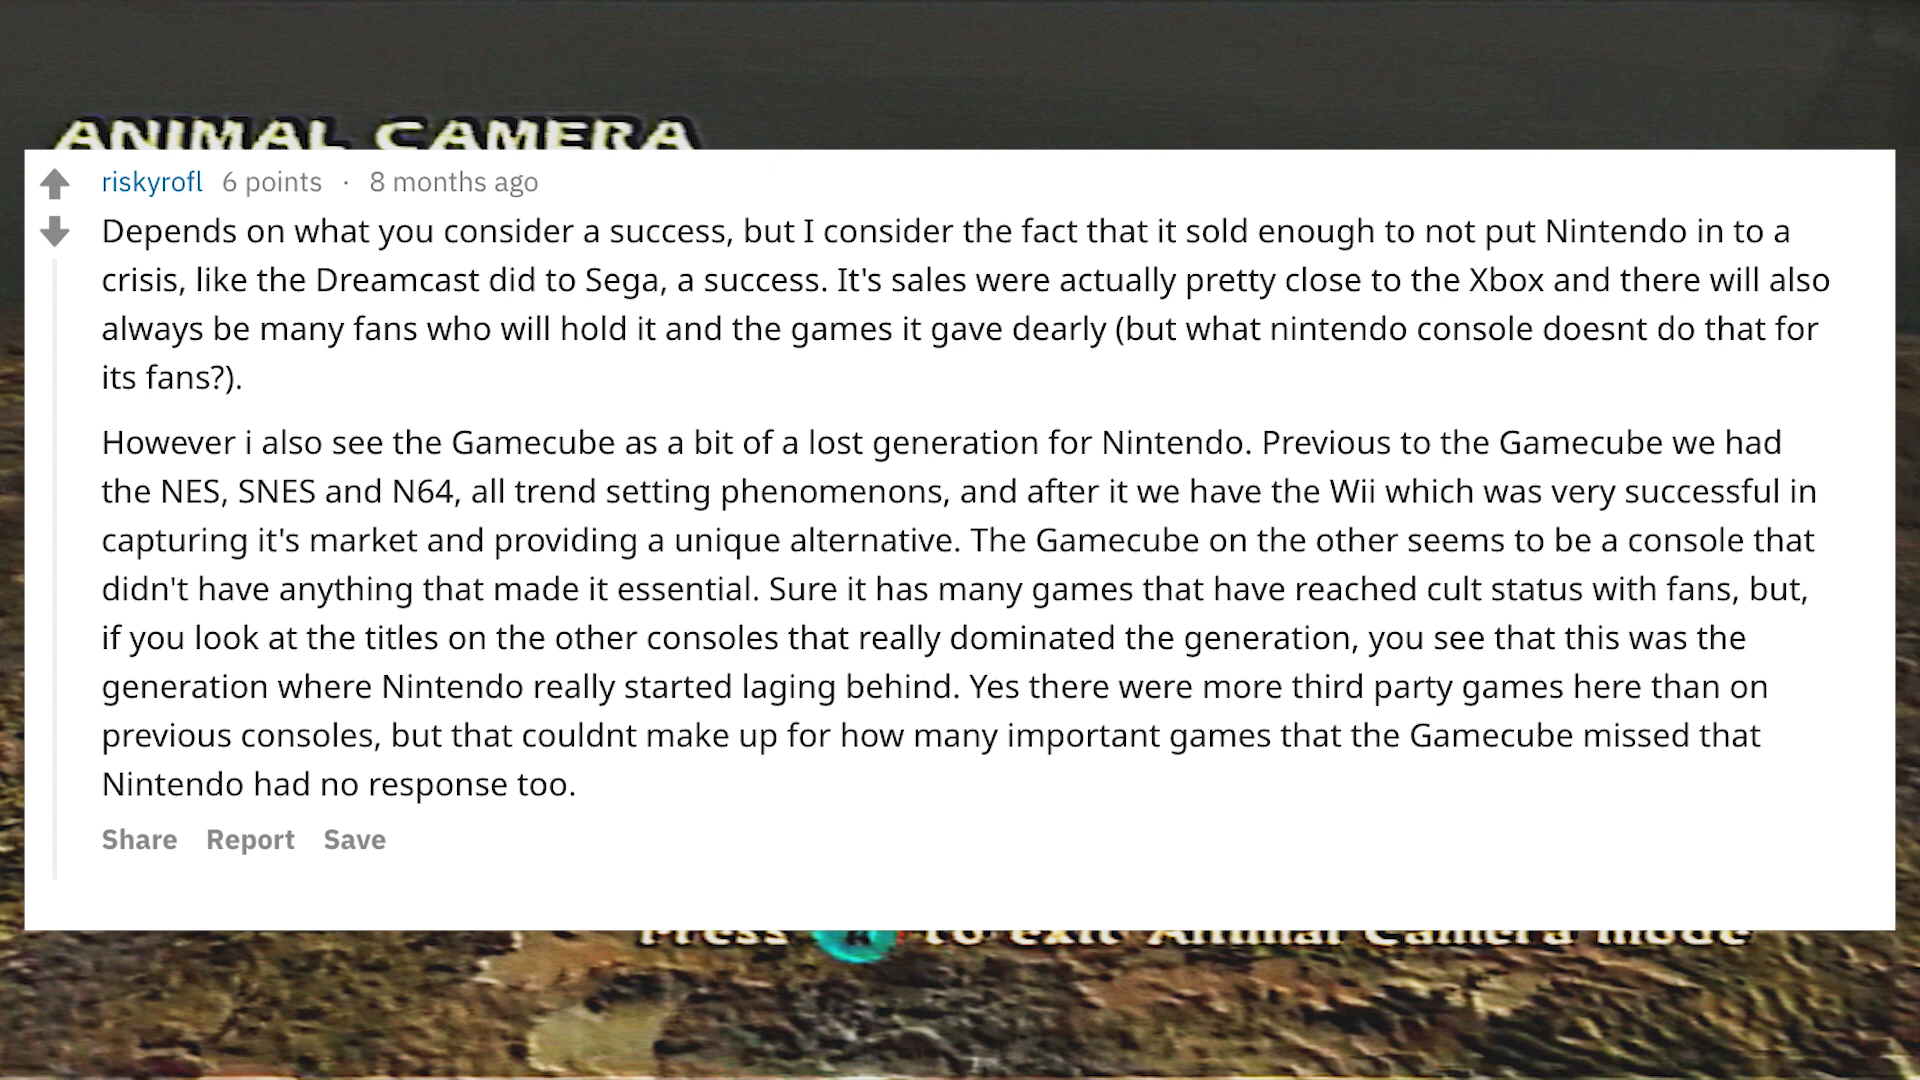 ANIMAL CAMERA
riskyrofl 6 points · 8 months ago
Depends on what you consider a success, but I consider the fact that it sold enough to not put Nintendo in to a
crisis, like the Dreamcast did to Sega, a success. It's sales were actually pretty close to the Xbox and there will also
always be many fans who will hold it and the games it gave dearly (but what nintendo console doesnt do that for
its fans?).
However i also see the Gamecube as a bit of a lost generation for Nintendo. Previous to the Gamecube we had
the NES, SNES and N64, all trend setting phenomenons, and after it we have the Wii which was very successful in
capturing it's market and providing a unique alternative. The Gamecube on the other seems to be a console that
didn't have anything that made it essential. Sure it has many games that have reached cult status with fans, but,
if you look at the titles on the other consoles that really dominated the generation, you see that this was the
generation where Nintendo really started laging behind. Yes there were more third party games here than on
previous consoles, but that couldnt make up for how many important games that the Gamecube missed that
Nintendo had no response too.
Share Report Save
Press A to exit Animal Camera mode